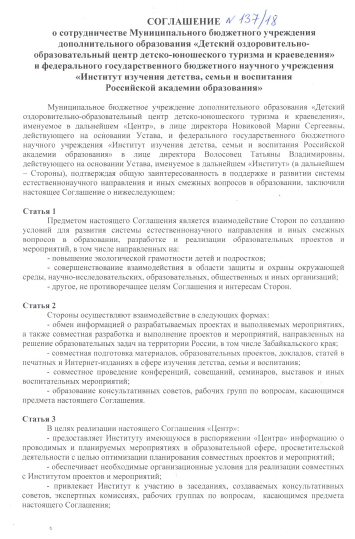 СОГЛАШЕНИЕ № 137/18
о сотрудничестве Муниципального бюджетного учреждения
дополнительного образования «Детский оздоровительно-
образовательный центр детско-юношеского туризма и краеведения»
и федерального государственного бюджетного научного учреждения
«Институт изучения детства, семьи и воспитания
Российской академии образования»
Муниципальное бюджетное учреждение дополнительного образования «Детский
оздоровительно-образовательный центр детско-юношеского туризма и краеведения,
именуемое в дальнейшем «Центр», в лице директора Новиковой Марии Сергеевны,
действующего на основании Устава, и федерального государственного бюджетного
научного учреждения «Институт изучения детства, семьи и воспитания Российской
академии образования» в лице директора Волосовец Татьяны Владимировны,
действующего на основании Устава, именуемое в дальнейшем «Институт» (в дальнейшем
– Стороны), подтверждая общую заинтересованность в поддержке и развитии системы
естественнонаучного направления и иных смежных вопросов в образовании, заключили
настоящее Соглашение о нижеследующем:
Статья 1
Предметом настоящего Соглашения является взаимодействие Сторон по созданию
условий для развития системы естественнонаучного направления и иных смежных
вопросов в образовании, разработке и реализации образовательных проектов и
мероприятий, в том числе направленных на:
- повышение экологической грамотности детей и подростков;
- совершенствование взаимодействия в области защиты и охраны окружающей
среды, научно-исследовательских, образовательных, общественных и иных организаций;
- другое, не противоречащее целям Соглашения и интересам Сторон.
Статья 2
Стороны осуществляют взаимодействие в следующих формах:
- обмен информацией о разрабатываемых проектах и выполняемых мероприятиях,
а также совместная разработка и выполнение проектов и мероприятий, направленных на
решение образовательных задач на территории России, в том числе Забайкальского края;
- совместная подготовка материалов, образовательных проектов, докладов, статей в
печатных и Интернет-изданиях в сфере изучения детства, семьи и воспитания;
- совместное проведение конференций, совещаний, семинаров, выставок и иных
воспитательных мероприятий;
- образование консультативных советов, рабочих групп по вопросам, касающимся
предмета настоящего Соглашения.
Статья 3
В целях реализации настоящего Соглашения «Центр»:
- предоставляет Институту имеющуюся в распоряжении «Центра» информацию о
проводимых и планируемых мероприятиях в образовательной сфере, просветительской
деятельности с целью оптимизации планирования совместных проектов и мероприятий;
- обеспечивает необходимые организационные условия для реализации совместных
с Институтом проектов и мероприятий;
- привлекает Институт к участию в заседаниях, создаваемых консультативных
советов, экспертных комиссиях, рабочих группах по вопросам, касающимся предмета
настоящего Соглашения;